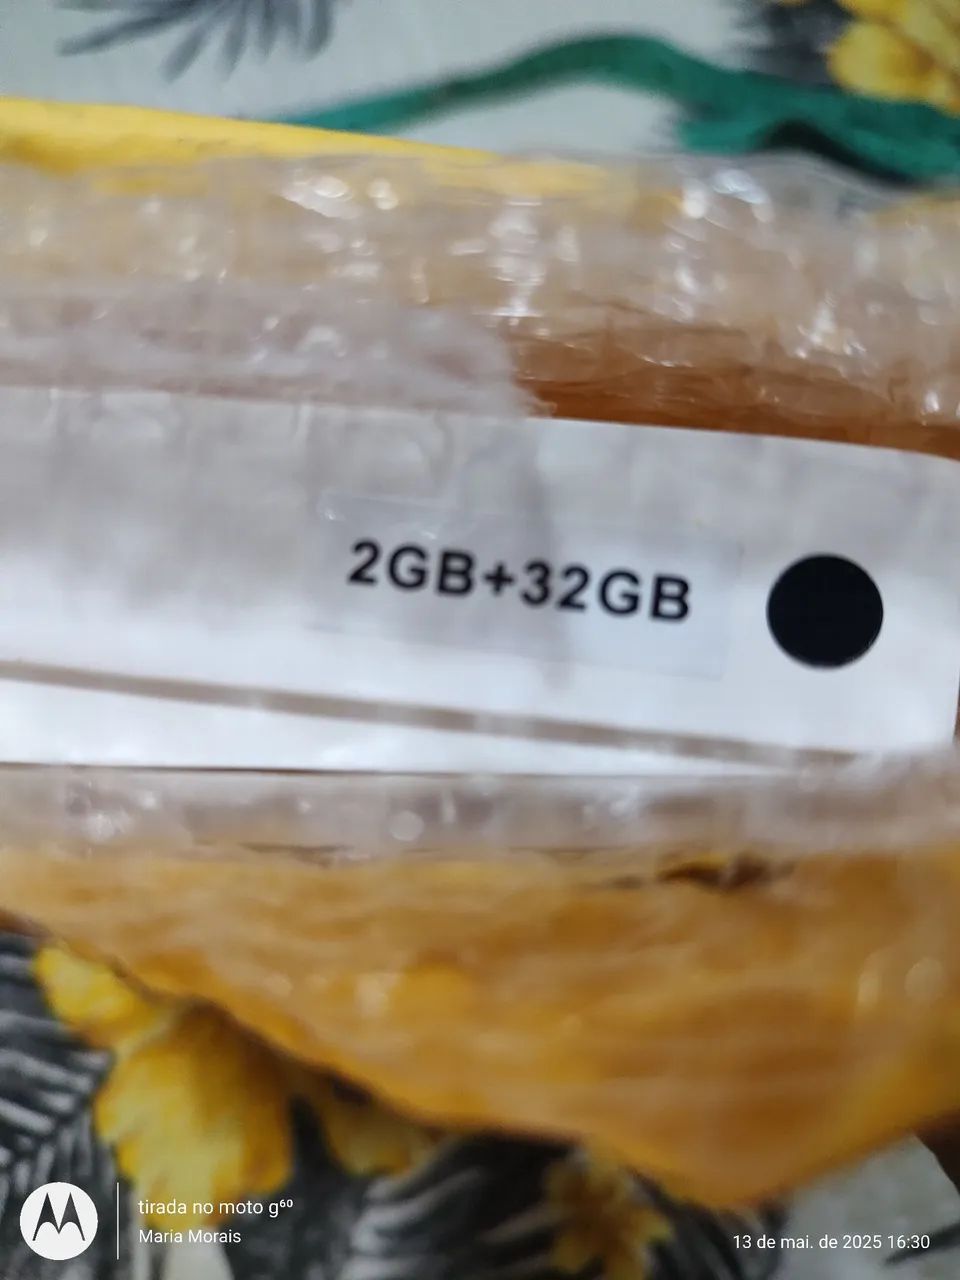 2GB+32GB
tirada no moto g⁶⁰
Maria Morais
13 de mai. de 2025 16:30